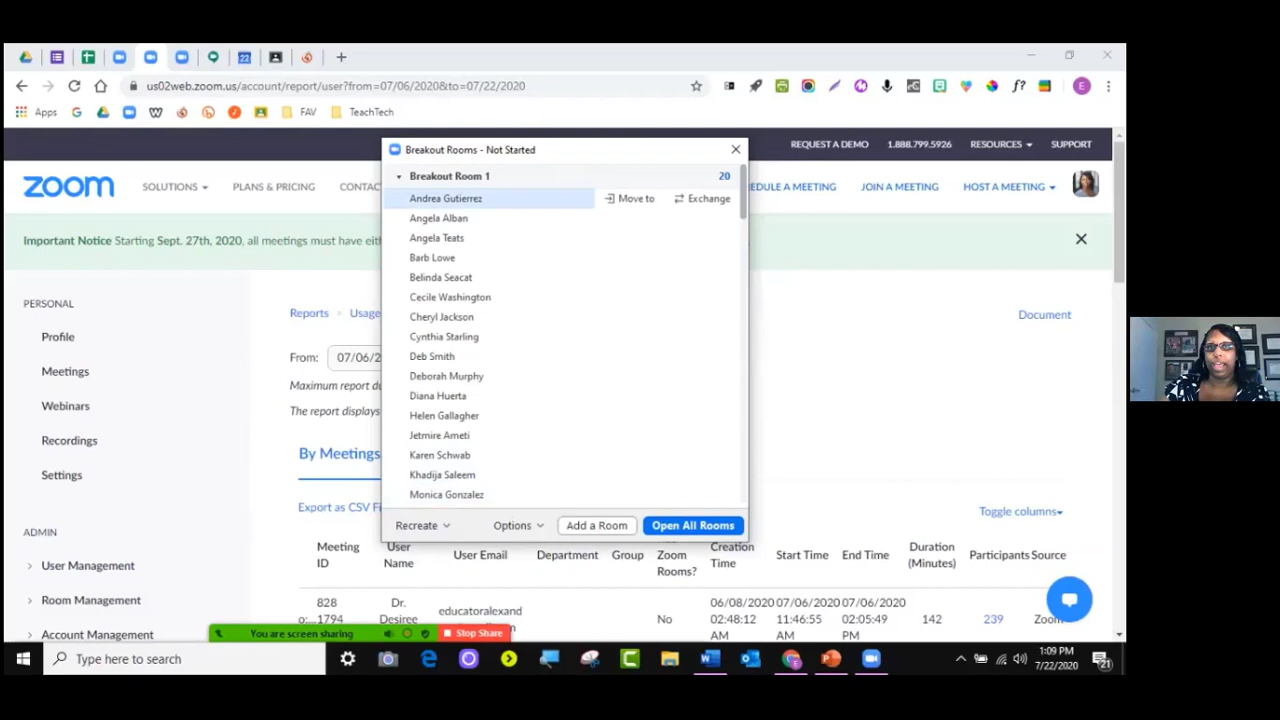 us02web.zoom.us/account/report/user?from=07/06/2020&to=07/22/2020
Apps
FAV
TeachTech
REQUEST A DEMO
1.888.799.5926
RESOURCES
SUPPORT
zoom
SOLUTIONS
PLANS & PRICING
CONTAC
EDULE A MEETING
JOIN A MEETING
HOST A MEETING
Important Notice Starting Sept. 27th, 2020, all meetings must have eit
PERSONAL
Profile
Meetings
Webinars
Recordings
Settings
ADMIN
User Management
Room Management
Account Management
Reports
Usage
Document
From: 07/06/2
Maximum report du
The report displays
By Meetings
Export as CSV Fi
Toggle columns
Breakout Rooms - Not Started
Breakout Room 1 20
Andrea Gutierrez Move to Exchange
Angela Alban
Angela Teats
Barb Lowe
Belinda Seacat
Cecile Washington
Cheryl Jackson
Cynthia Starling
Deb Smith
Deborah Murphy
Diana Huerta
Helen Gallagher
Jetmire Ameti
Karen Schwab
Khadija Saleem
Monica Gonzalez
Recreate Options Add a Room Open All Rooms
Meeting ID
User Name
User Email
Department
Group
Zoom Rooms?
Creation Time
Start Time
End Time
Duration (Minutes)
Participants
Source
828
o:...1794
Dr.
Desiree
educatoralexand
No
06/08/2020
02:48:12
AM
07/06/2020
11:46:55
AM
07/06/2020
02:05:49
PM
142
239
Zoom
You are screen sharing
Stop Share
Type here to search
1:09 PM
7/22/2020
21